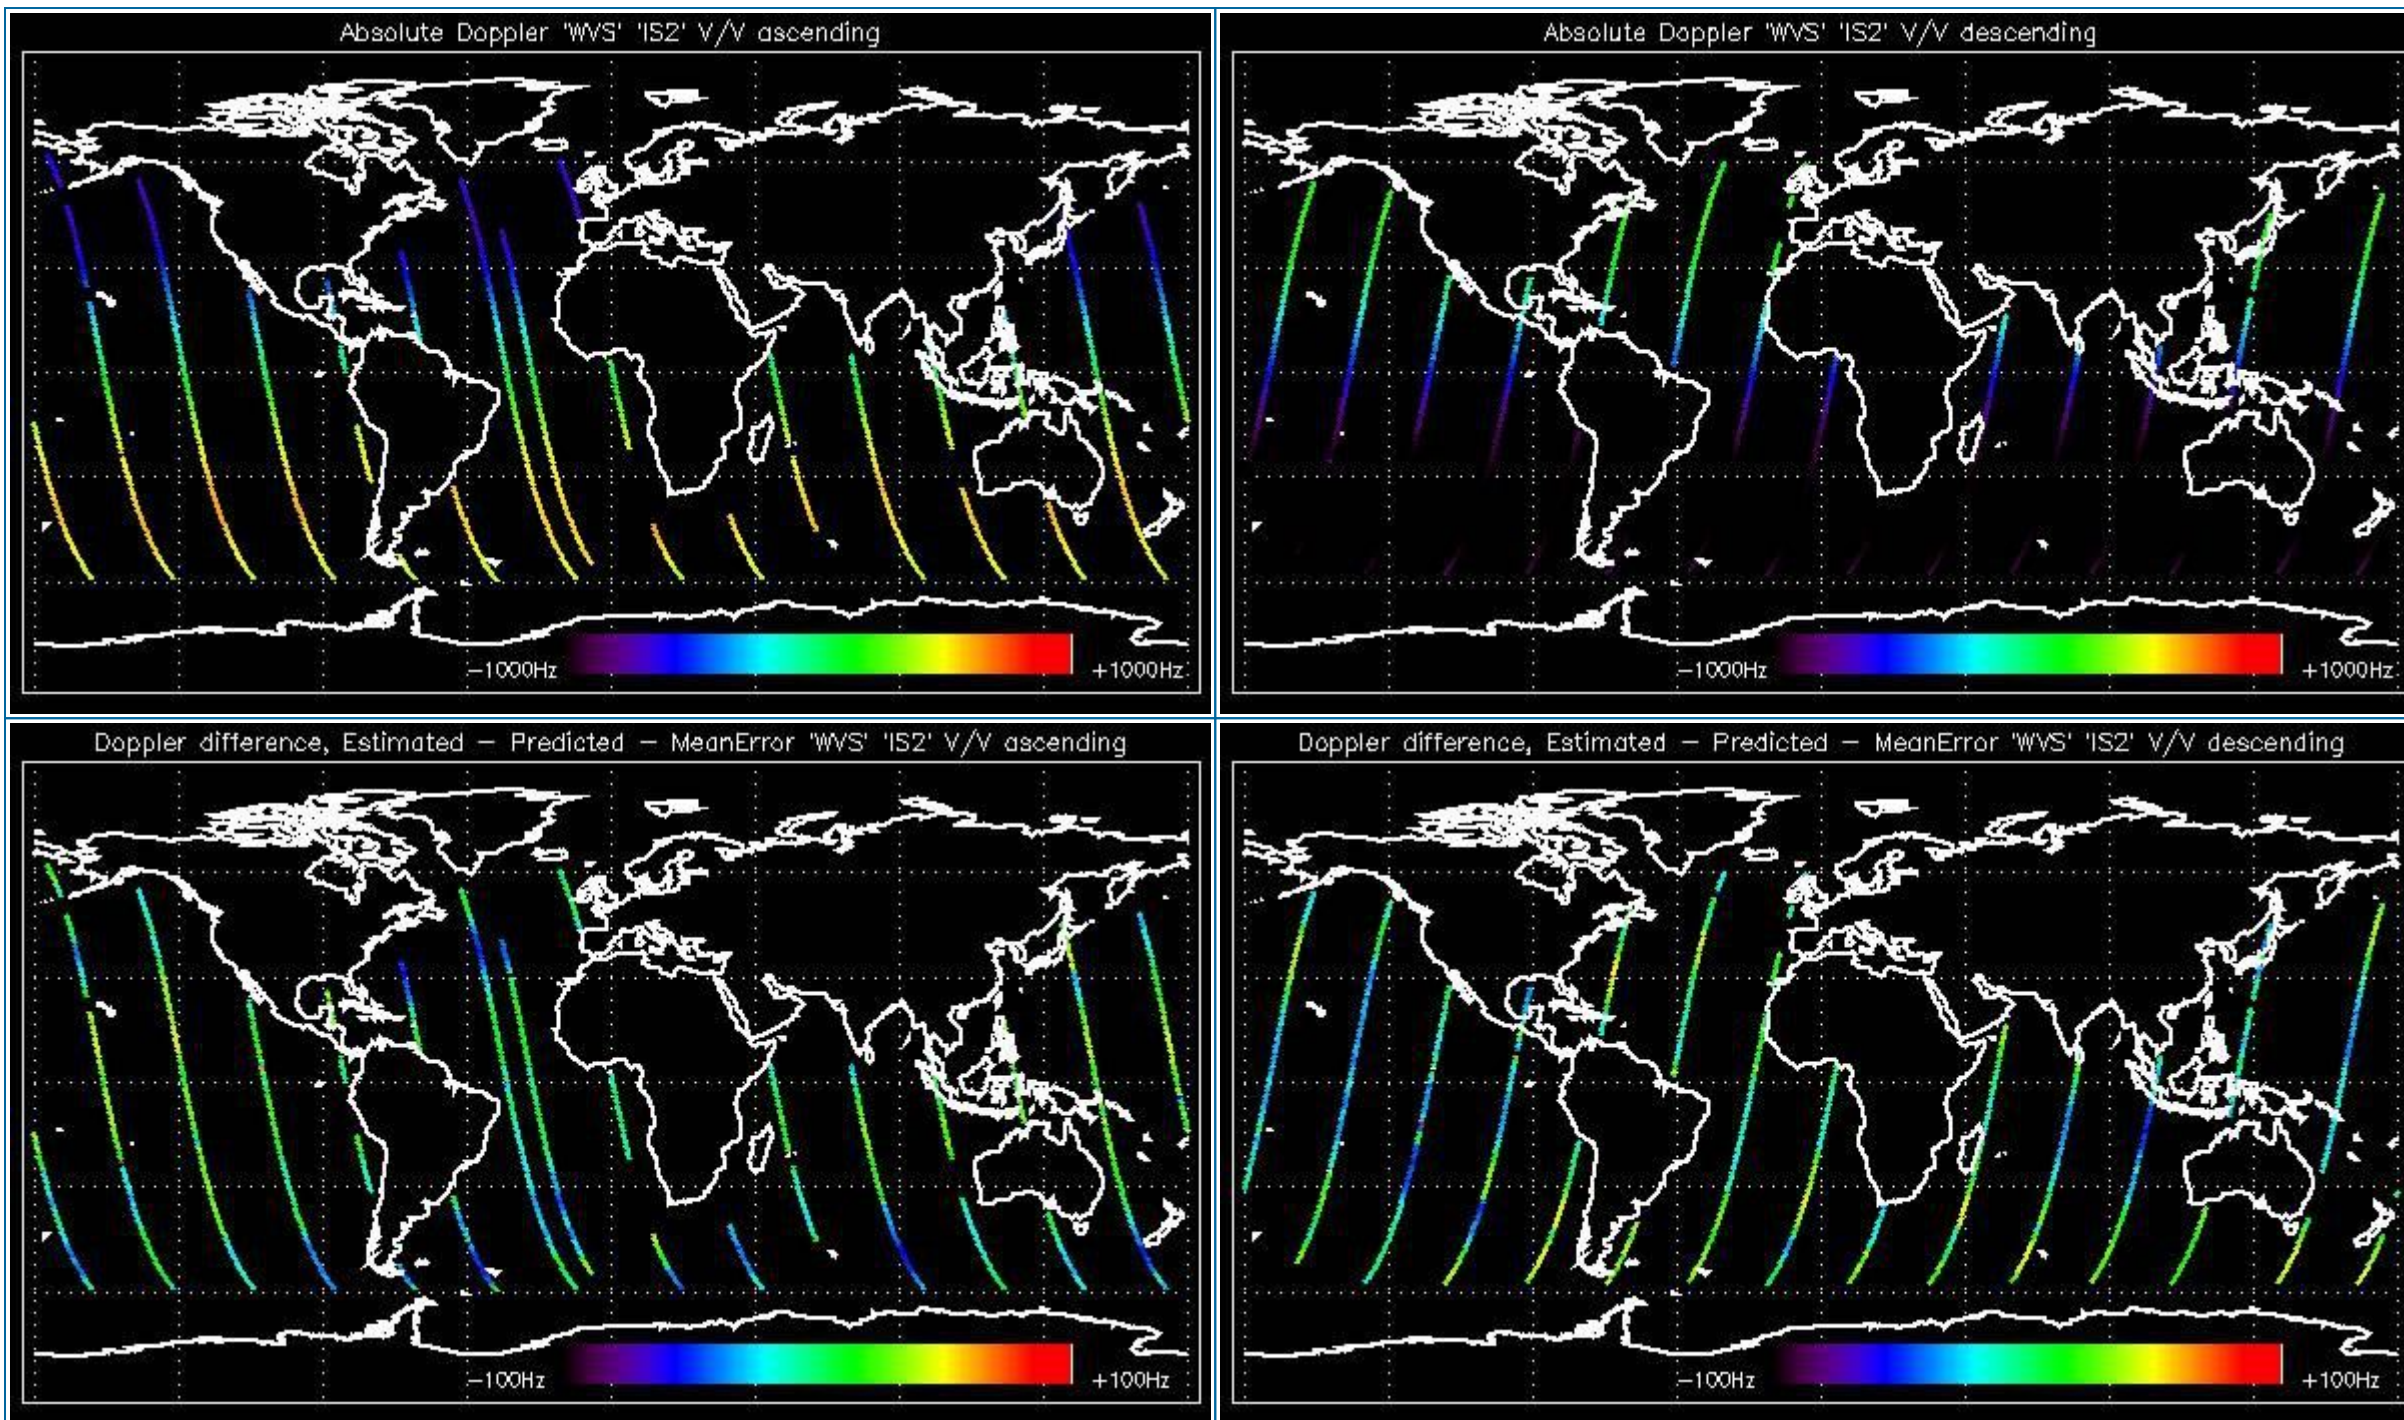 Absolute Doppler 'WVS' 'IS2' V/V ascending
-1000Hz
+1000Hz
Absolute Doppler 'WVS' 'IS2' V/V descending
-1000Hz
+1000Hz
Doppler difference, Estimated - Predicted - MeanError 'WVS' 'IS2' V/V ascending
-100Hz
+100Hz
Doppler difference, Estimated - Predicted - MeanError 'WVS' 'IS2' V/V descending
-100Hz
+100Hz